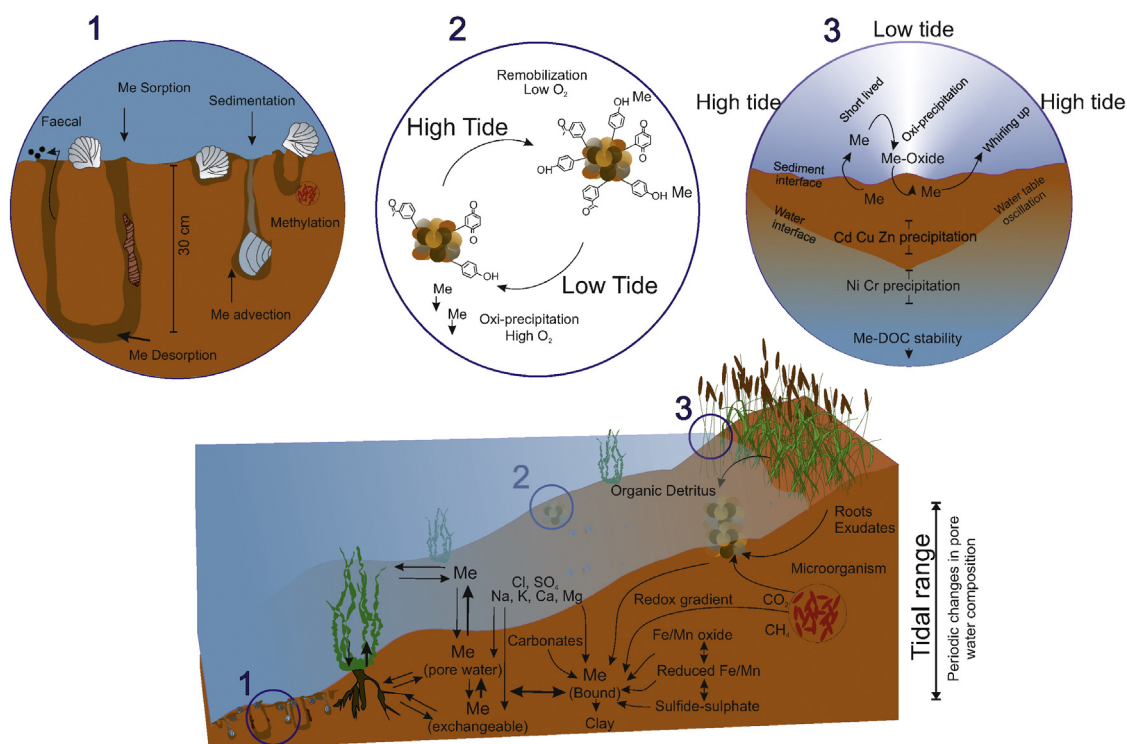 1
Me Sorption
Sedimentation
Faecal
30 cm
Methylation
Me advection
Me Desorption
2
Remobilization
Low O₂
Me
OH
O
O
O
High Tide
OH
O
OH
Me
O
O
O
O
OH
Low Tide
Me
Me
Oxi-precipitation
High O₂
3
Low tide
High tide
High tide
Short lived
Oxi-precipitation
Whirling up
Me
Me-Oxide
Sediment interface
Me
Me
Water interface
Water table oscillation
Cd Cu Zn precipitation
Ni Cr precipitation
Me-DOC stability
3
2
Organic Detritus
Roots
Exudates
Microorganism
Me
Cl, SO₄
Na, K, Ca, Mg
Redox gradient
CO₂
CH₄
Carbonates
Fe/Mn oxide
Me
(pore water)
Me
(Bound)
Reduced Fe/Mn
1
Me
(exchangeable)
Sulfide-sulphate
Clay
Tidal range
Periodic changes in pore
water composition